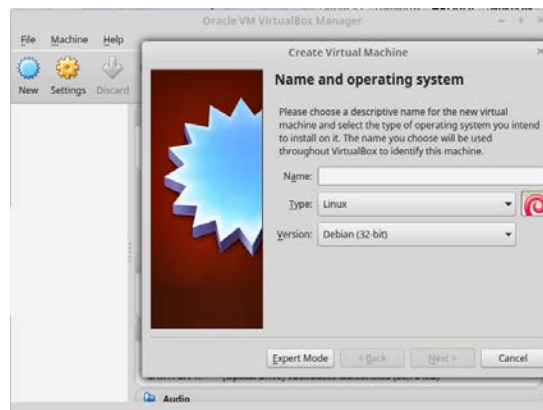 Oracle VM VirtualBox Manager
File Machine Help
New Settings Discard
Create Virtual Machine
Name and operating system
Please choose a descriptive name for the new virtual
machine and select the type of operating system you intend
to install on it. The name you choose will be used
throughout VirtualBox to identify this machine.
Name:
Type: Linux
Version: Debian (32-bit)
Expert Mode < Back Next > Cancel
Audio